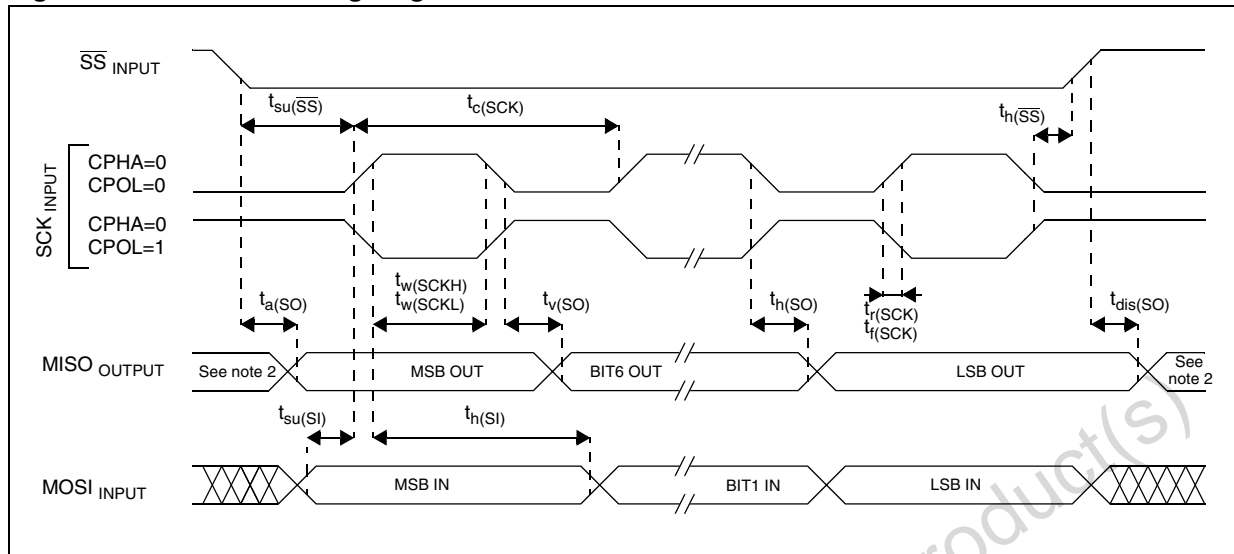 SS INPUT
tsu(SS)
tc(SCK)
th(SS)
SCK INPUT
CPHA=0
CPOL=0
CPHA=0
CPOL=1
ta(SO)
tw(SCKH)
tw(SCKL)
tv(SO)
th(SO)
tr(SCK)
tf(SCK)
tdis(SO)
MISO OUTPUT
See note 2
MSB OUT
BIT6 OUT
LSB OUT
See
note 2
tsu(SI)
th(SI)
MOSI INPUT
MSB IN
BIT1 IN
LSB IN